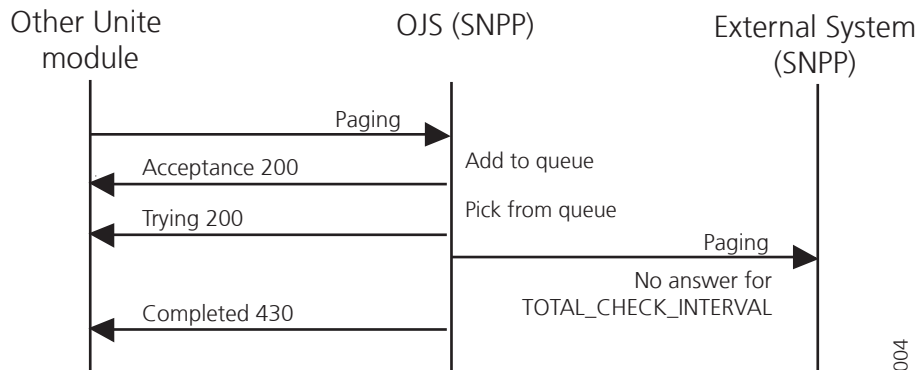 Other Unite
module
OJS (SNPP)
External System
(SNPP)
Paging
Acceptance 200
Add to queue
Trying 200
Pick from queue
Paging
No answer for
TOTAL_CHECK_INTERVAL
Completed 430
004